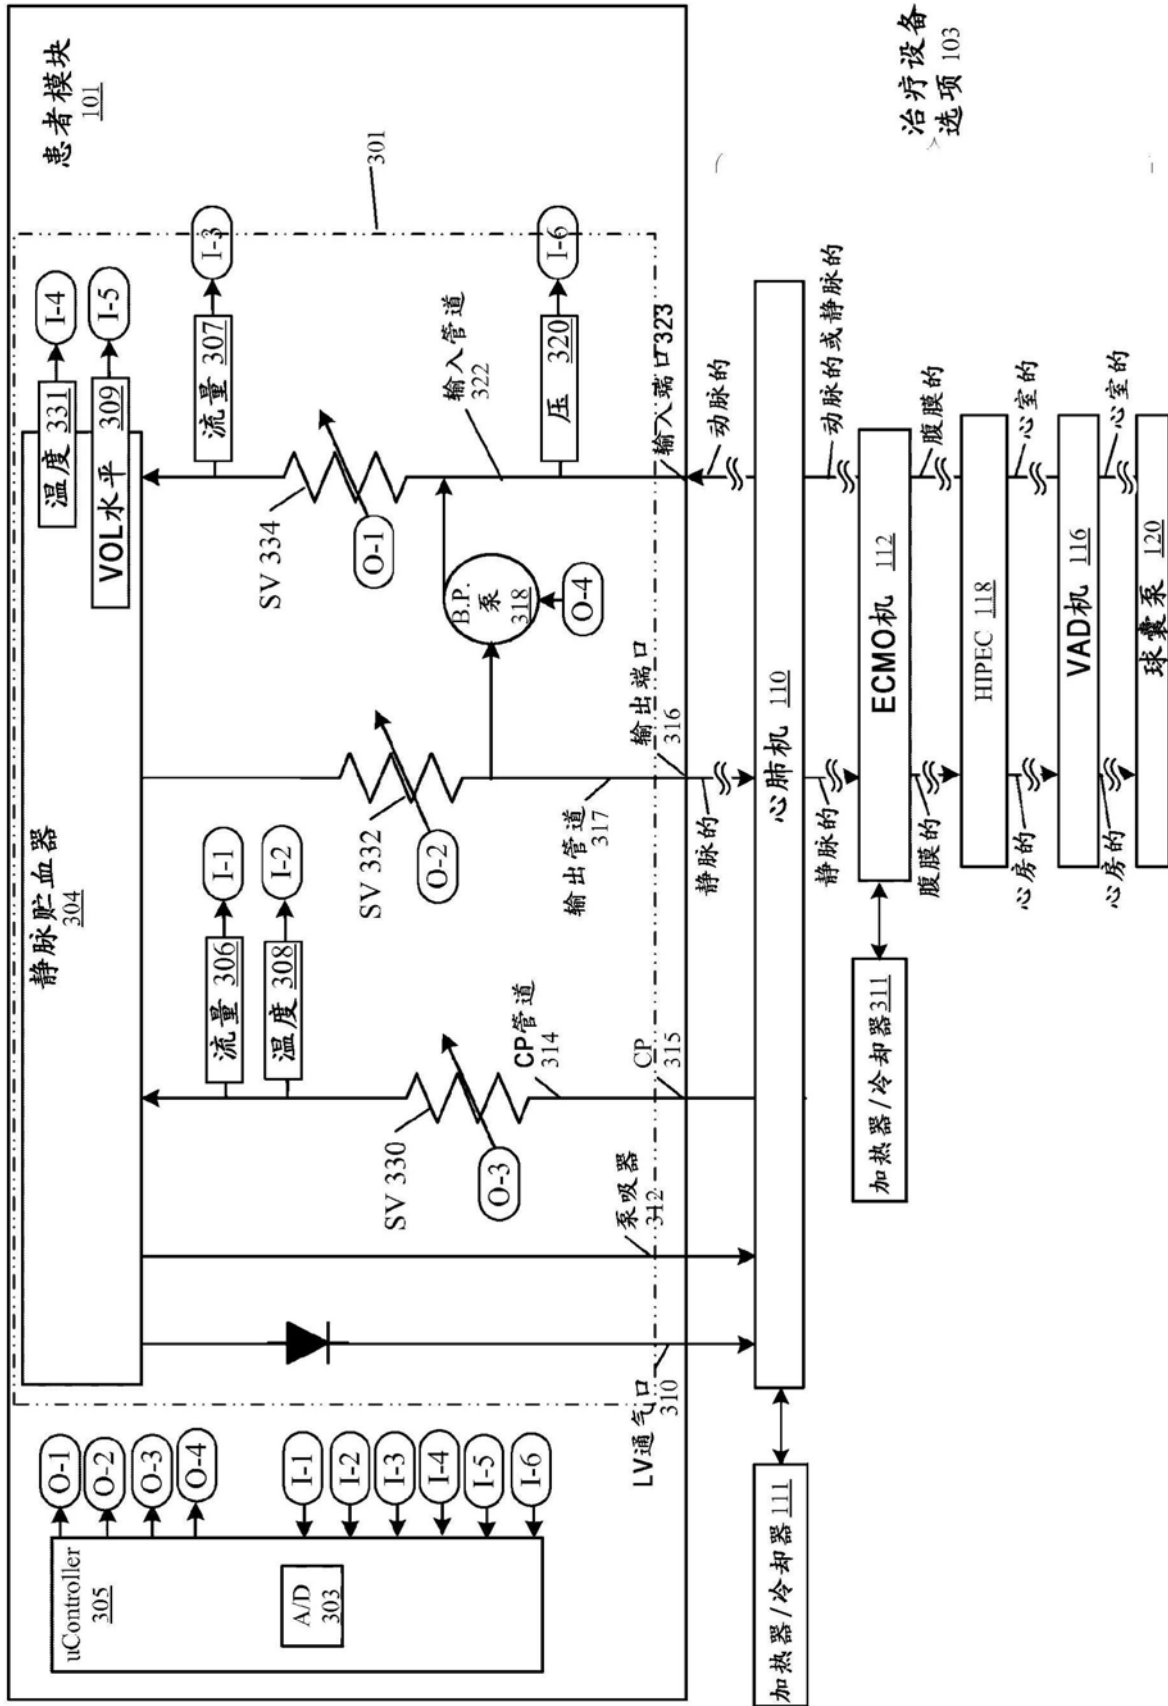 患者模块
101
uController
305
A/D
303
O-1
O-2
O-3
O-4
I-1
I-2
I-3
I-4
I-5
I-6
静脉贮血器
304
温度 331
I-4
VOL水平 309
I-5
流量 306
I-1
温度 308
I-2
流量 307
I-3
301
SV 330
O-3
SV 332
O-2
SV 334
O-1
B.P.
泵
318
O-4
压 320
I-6
CP管道
314
输出管道
317
输入管道
322
LV通气口
310
泵吸器
312
CP
315
输出端口
316
输入端口323
静脉的
动脉的
加热器/冷却器 111
心肺机 110
静脉的
动脉的或静脉的
加热器/冷却器311
ECMO机 112
腹膜的
腹膜的
HIPEC 118
心房的
心室的
VAD机 116
心房的
心室的
球囊泵 120
治疗设备
选项 103